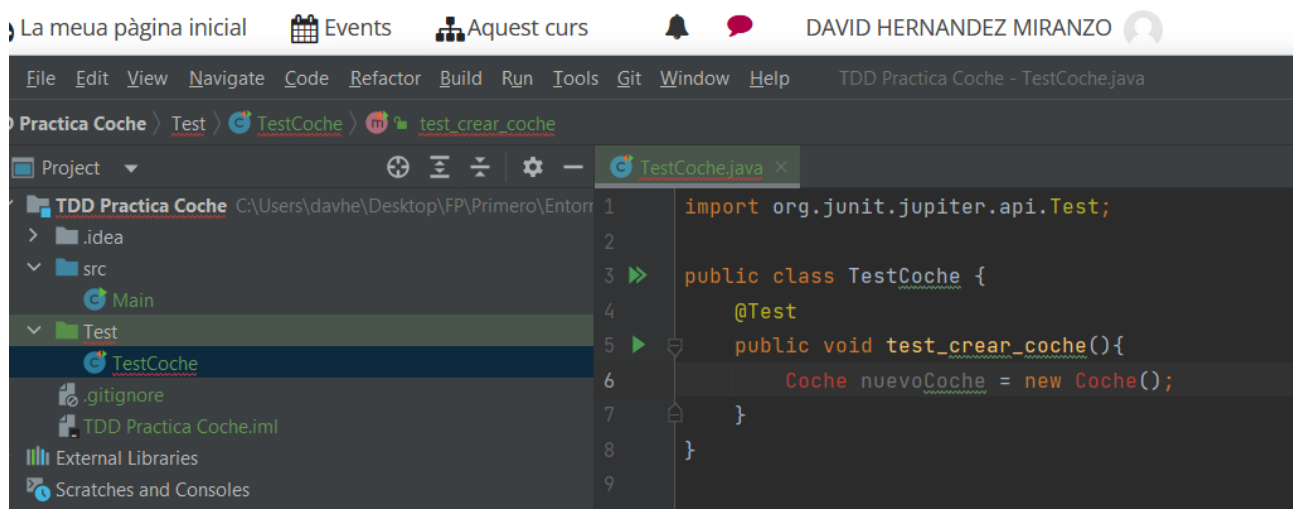 La meua pàgina inicial Events Aquest curs DAVID HERNANDEZ MIRANZO
File Edit View Navigate Code Refactor Build Run Tools Git Window Help TDD Practica Coche - TestCoche.java
Practica Coche Test TestCoche test_crear_coche
Project
TestCoche.java
TDD Practica Coche C:\Users\davhe\Desktop\FP\Primero\Entorn
.idea
src
Main
Test
TestCoche
.gitignore
TDD Practica Coche.iml
External Libraries
Scratches and Consoles
1 import org.junit.jupiter.api.Test;
2
3 public class TestCoche {
4 @Test
5 public void test_crear_coche(){
6 Coche nuevoCoche = new Coche();
7 }
8 }
9